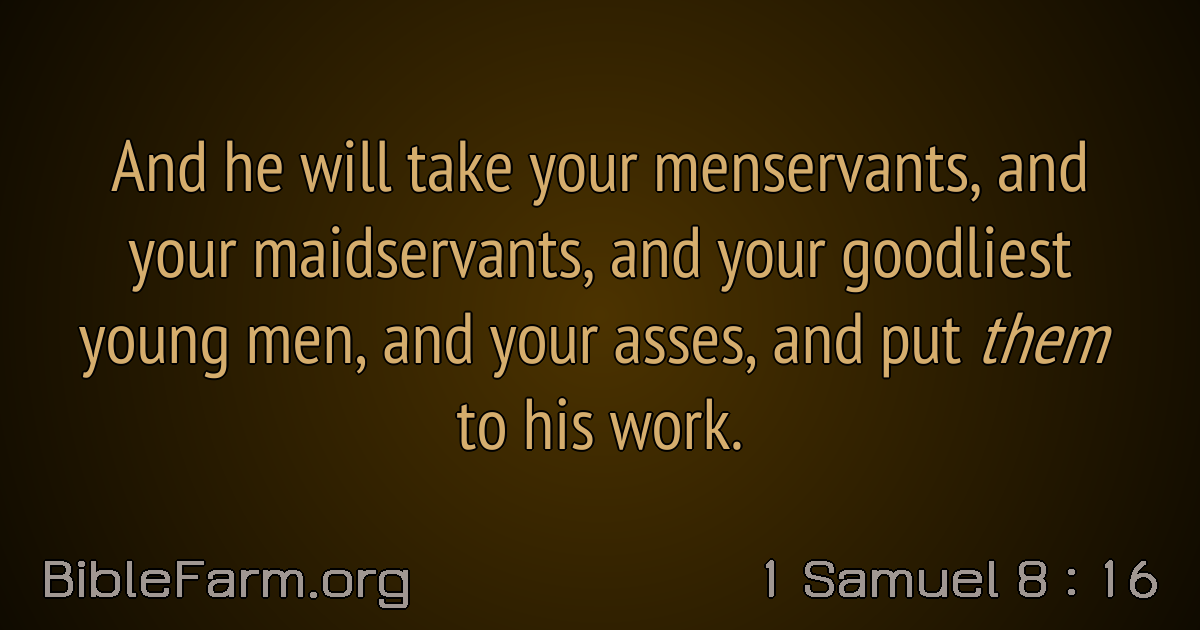 And he will take your menservants, and
your maidservants, and your goodliest
young men, and your asses, and put them
to his work.
BibleFarm.org
1 Samuel 8 : 16